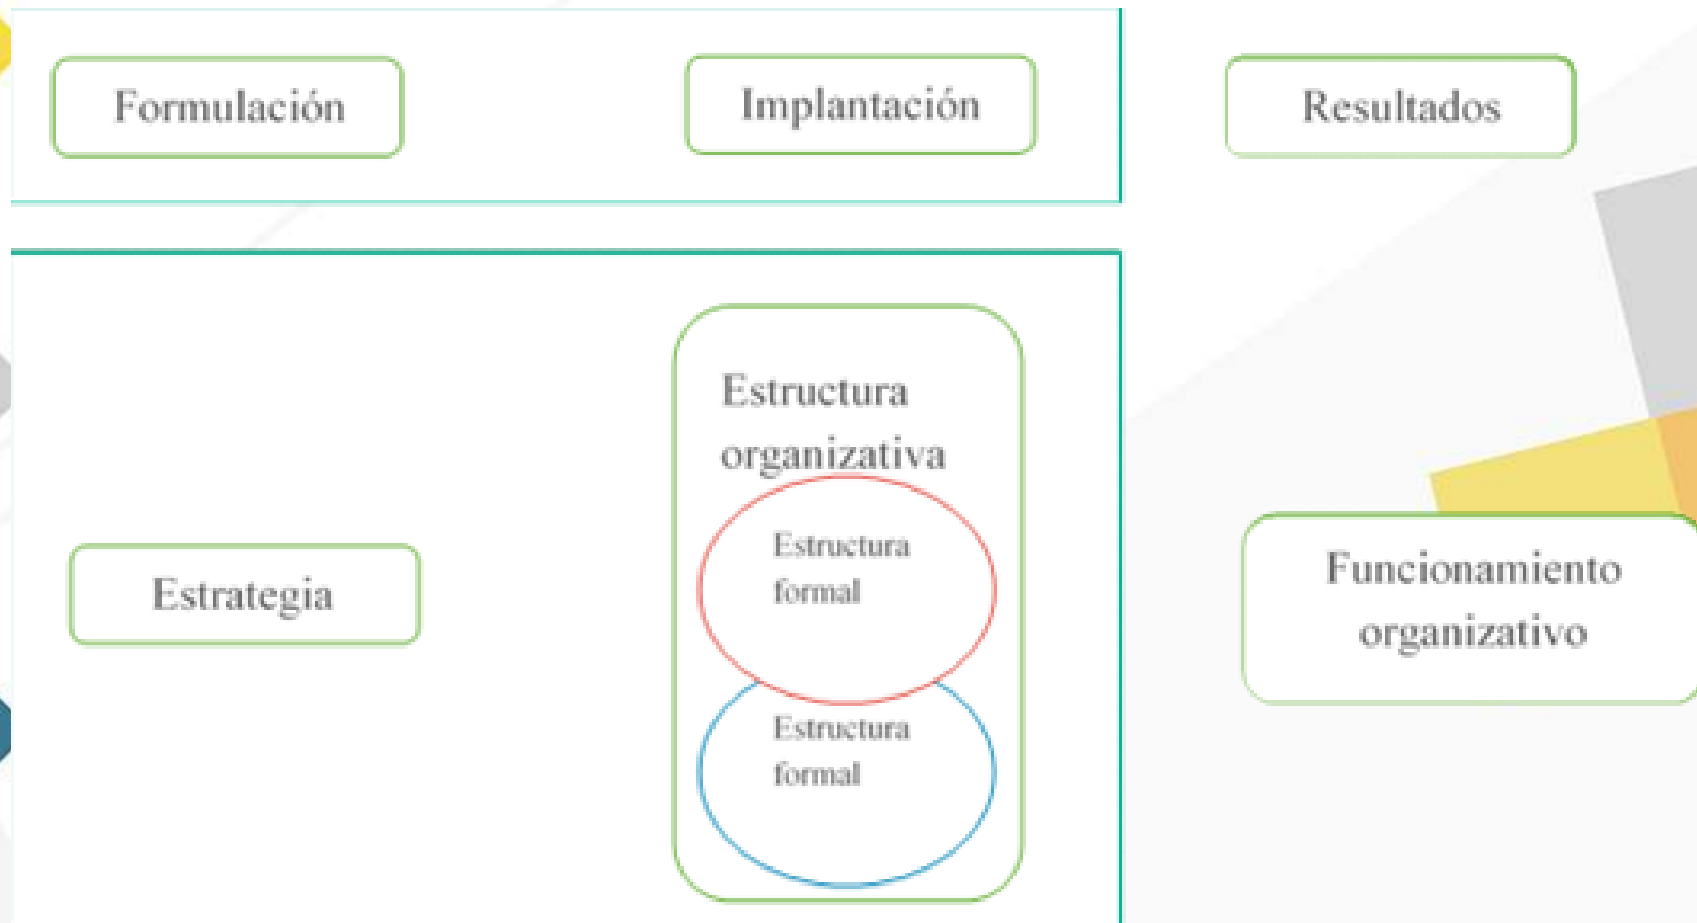 Formulación
Implantación
Resultados
Estructura
organizativa
Estructura
formal
Estrategia
Funcionamiento
organizativo
Estructura
formal